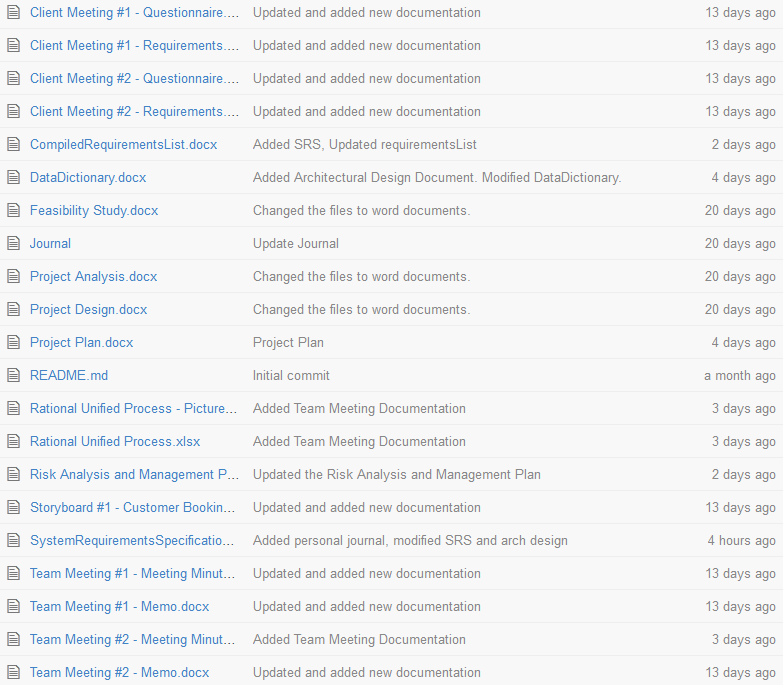 Client Meeting #1 - Questionnaire.... Updated and added new documentation 13 days ago
Client Meeting #1 - Requirements.... Updated and added new documentation 13 days ago
Client Meeting #2 - Questionnaire.... Updated and added new documentation 13 days ago
Client Meeting #2 - Requirements.... Updated and added new documentation 13 days ago
CompiledRequirementsList.docx Added SRS, Updated requirementsList 2 days ago
DataDictionary.docx Added Architectural Design Document. Modified DataDictionary. 4 days ago
Feasibility Study.docx Changed the files to word documents. 20 days ago
Journal Update Journal 20 days ago
Project Analysis.docx Changed the files to word documents. 20 days ago
Project Design.docx Changed the files to word documents. 20 days ago
Project Plan.docx Project Plan 4 days ago
README.md Initial commit a month ago
Rational Unified Process - Picture... Added Team Meeting Documentation 3 days ago
Rational Unified Process.xlsx Added Team Meeting Documentation 3 days ago
Risk Analysis and Management P... Updated the Risk Analysis and Management Plan 2 days ago
Storyboard #1 - Customer Bookin... Updated and added new documentation 13 days ago
SystemRequirementsSpecificatio... Added personal journal, modified SRS and arch design 4 hours ago
Team Meeting #1 - Meeting Minut... Updated and added new documentation 13 days ago
Team Meeting #1 - Memo.docx Updated and added new documentation 13 days ago
Team Meeting #2 - Meeting Minut... Added Team Meeting Documentation 3 days ago
Team Meeting #2 - Memo.docx Updated and added new documentation 13 days ago